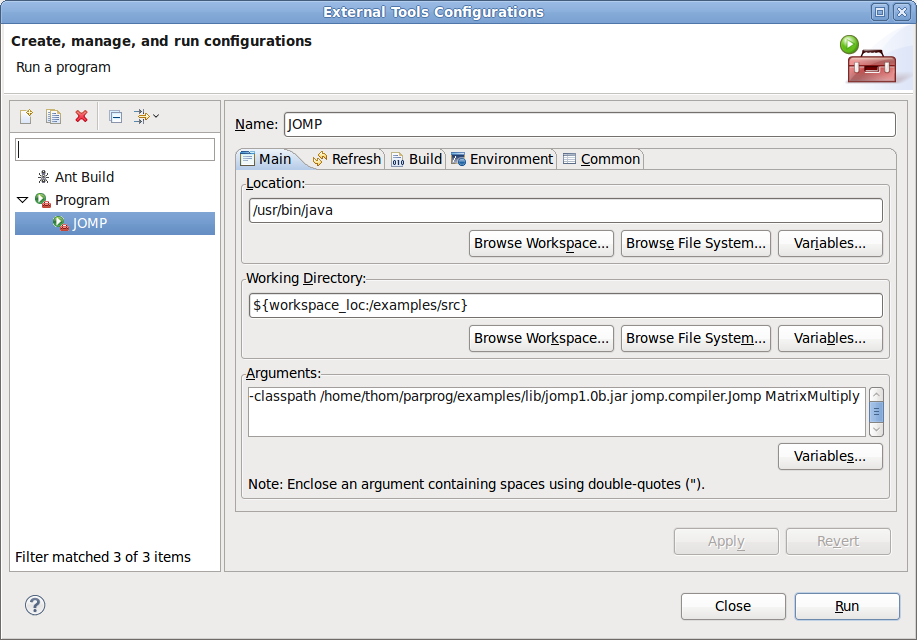 External Tools Configurations
Create, manage, and run configurations
Run a program
Name: JOMP
Main Refresh Build Environment Common
Ant Build
Program
JOMP
Filter matched 3 of 3 items
Location:
/usr/bin/java
Browse Workspace... Browse File System... Variables...
Working Directory:
${workspace_loc:/examples/src}
Browse Workspace... Browse File System... Variables...
Arguments:
-classpath /home/thom/parprog/examples/lib/jomp1.0b.jar jomp.compiler.Jomp MatrixMultiply
Variables...
Note: Enclose an argument containing spaces using double-quotes (").
Apply Revert
? Close Run